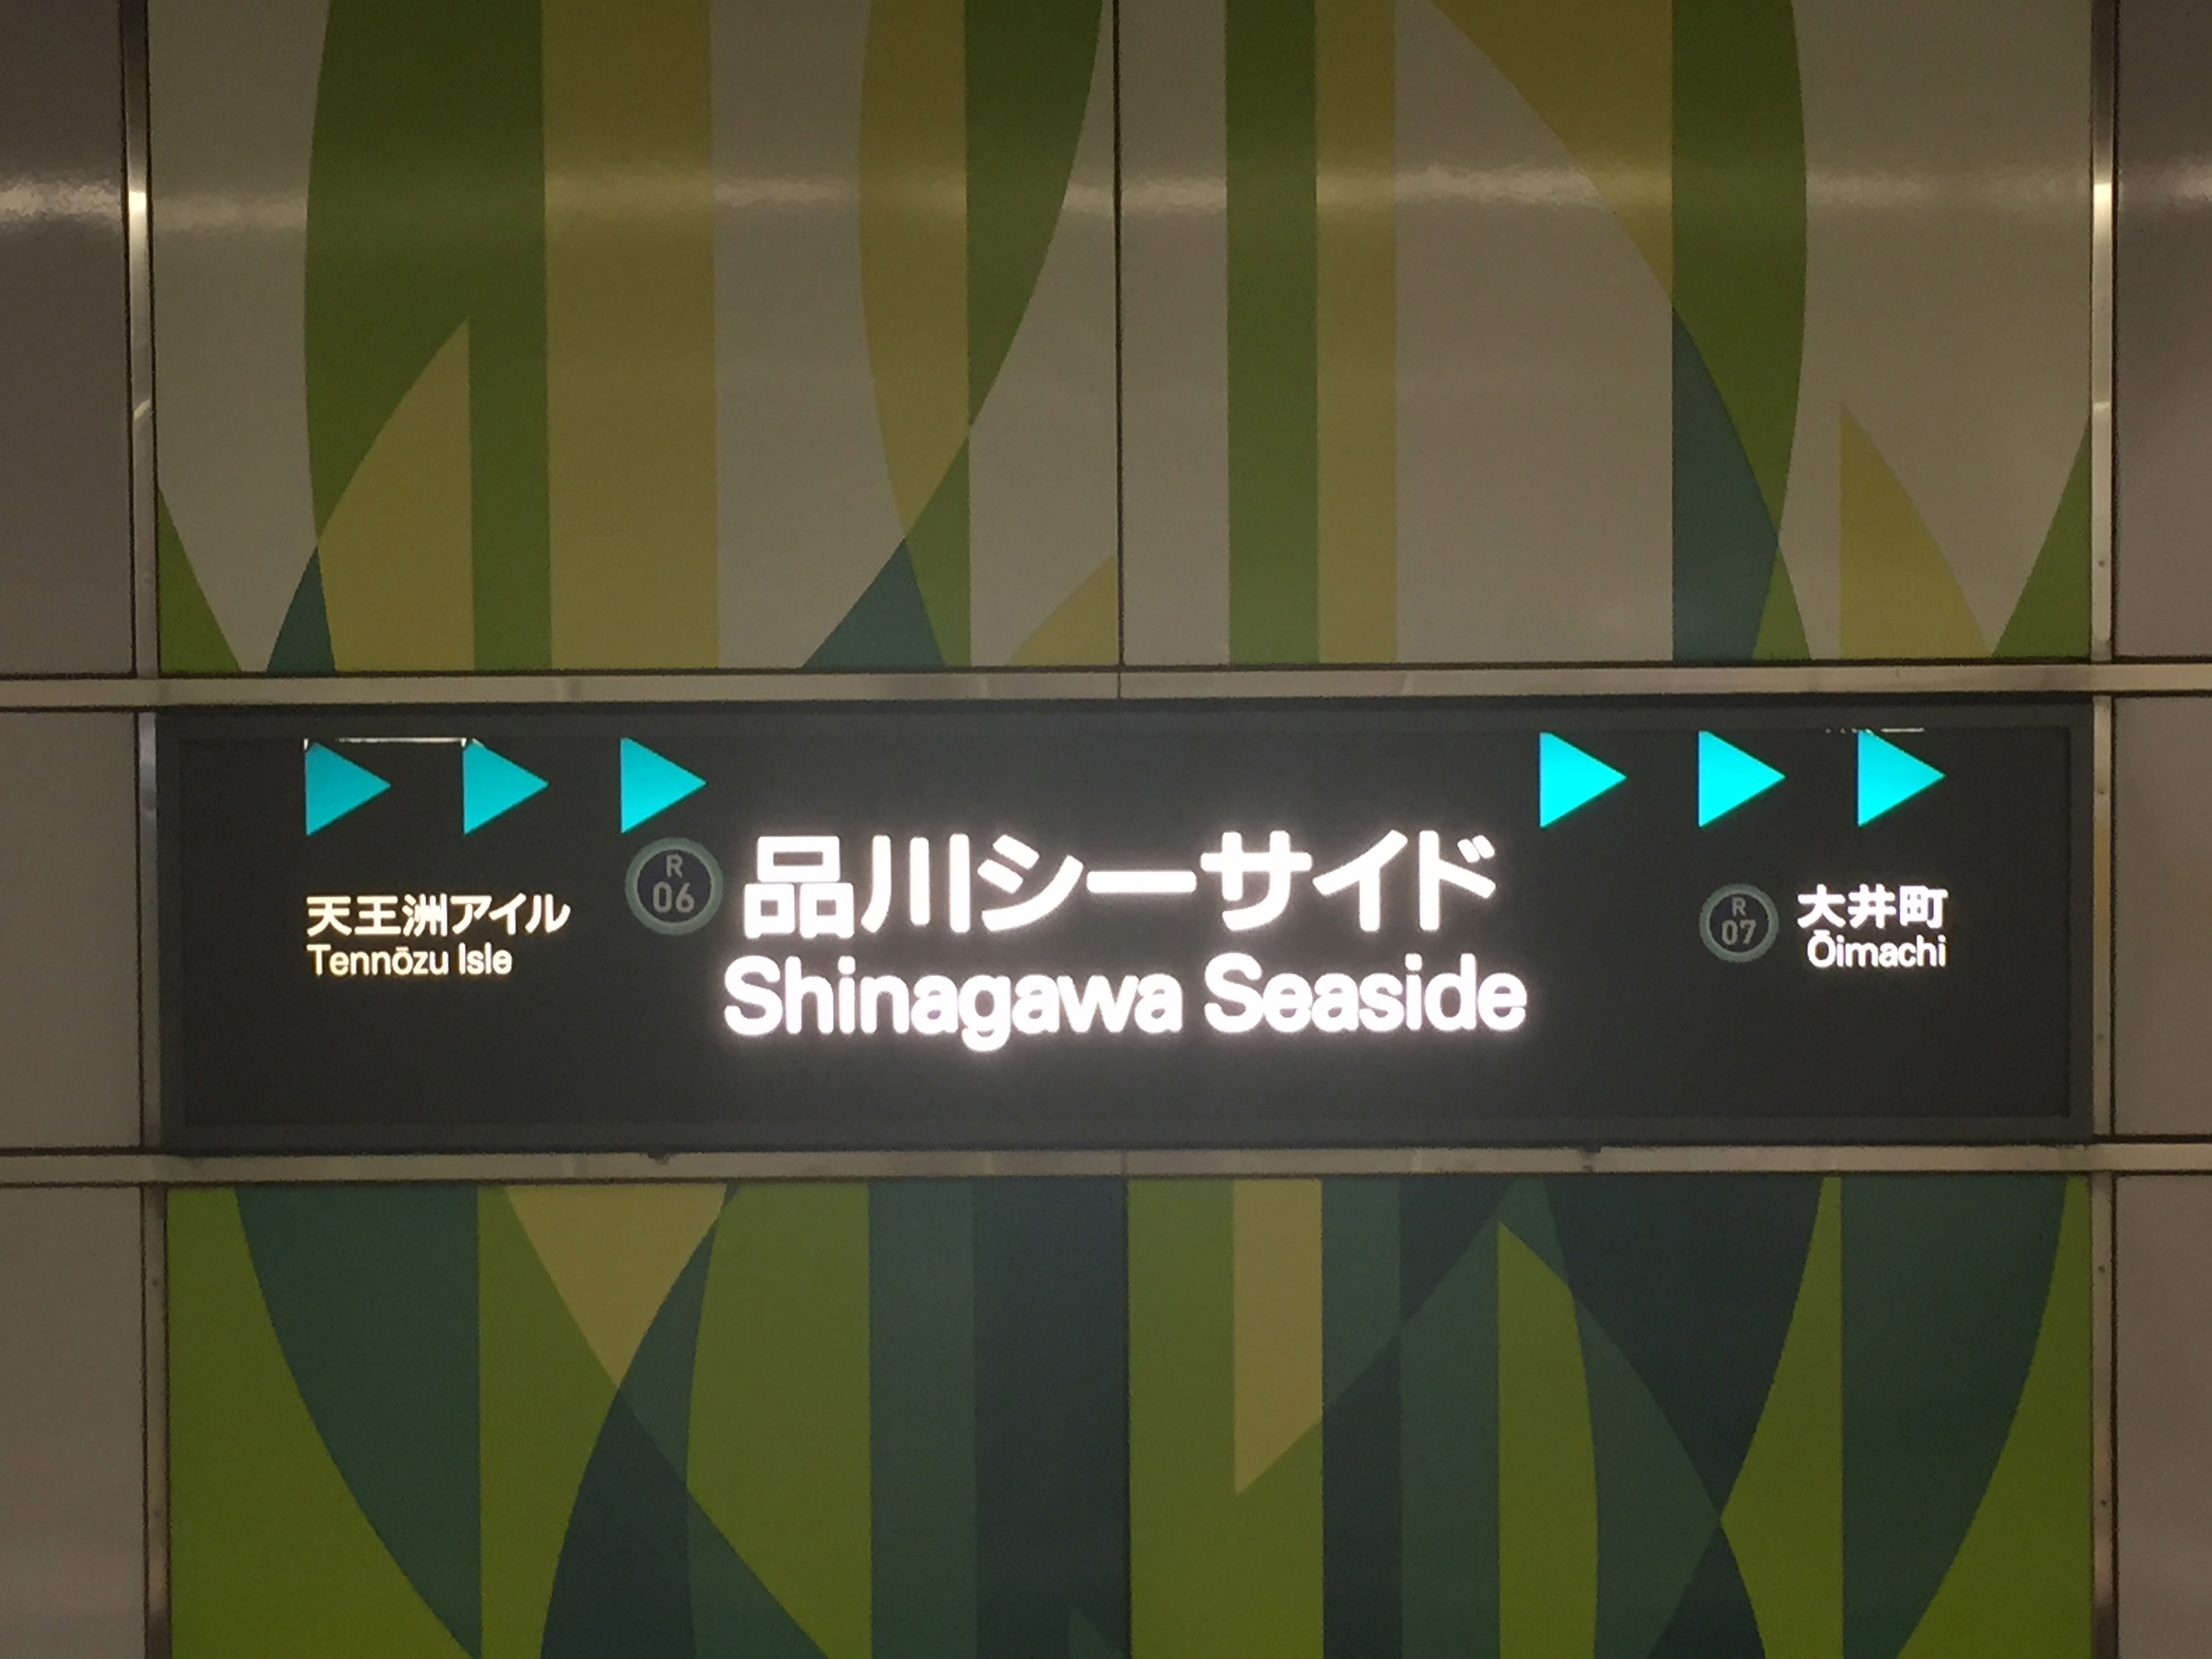 天王洲アイル
Tennōzu Isle
R
06
品川シーサイド
Shinagawa Seaside
R
07
大井町
Ōimachi